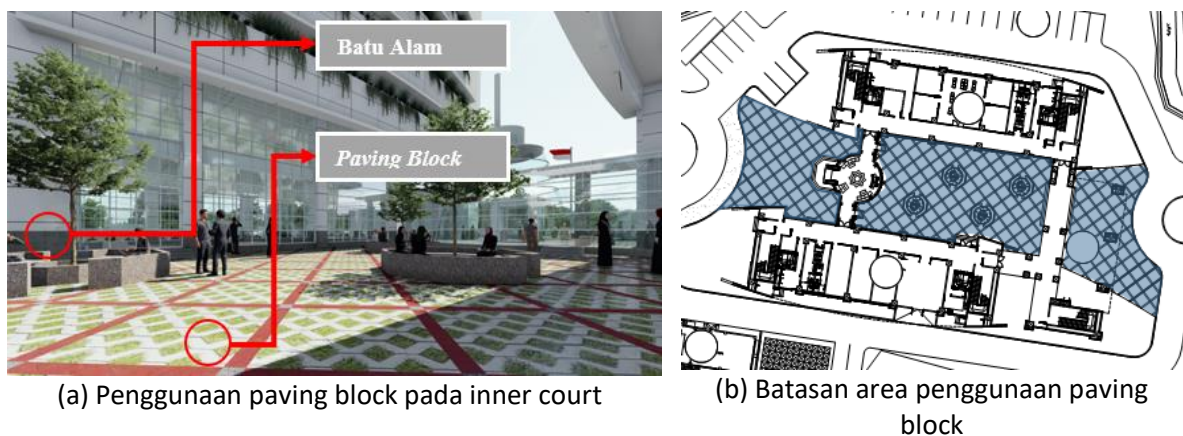 Batu Alam
Paving Block
(a) Penggunaan paving block pada inner court
(b) Batasan area penggunaan paving
block